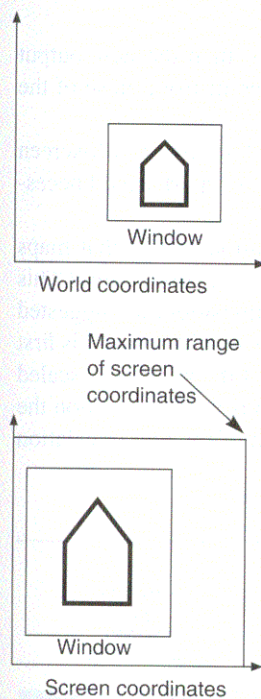 Window
World coordinates
Maximum range
of screen
coordinates
Window
Screen coordinates